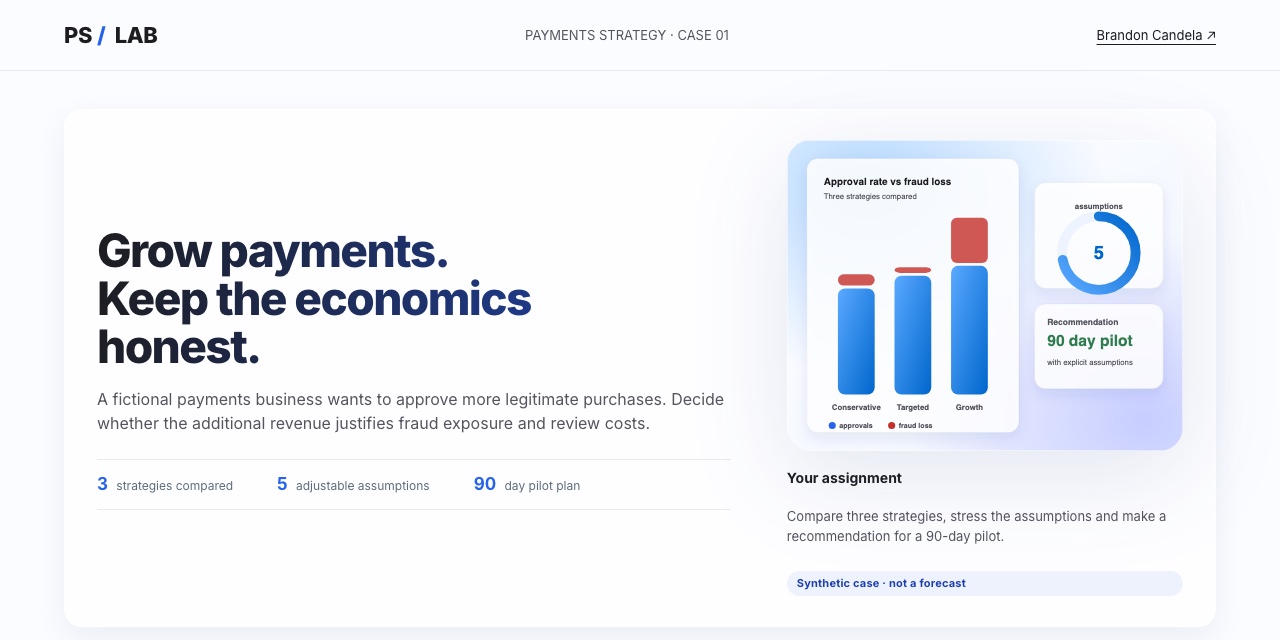 PS / LAB
PAYMENTS STRATEGY · CASE 01
Brandon Candela ↗
Grow payments.
Keep the economics
honest.
A fictional payments business wants to approve more legitimate purchases. Decide
whether the additional revenue justifies fraud exposure and review costs.
3 strategies compared
5 adjustable assumptions
90 day pilot plan
Approval rate vs fraud loss
Three strategies compared
Conservative
Targeted
Growth
approvals
fraud loss
assumptions
5
Recommendation
90 day pilot
with explicit assumptions
Your assignment
Compare three strategies, stress the assumptions and make a
recommendation for a 90-day pilot.
Synthetic case · not a forecast